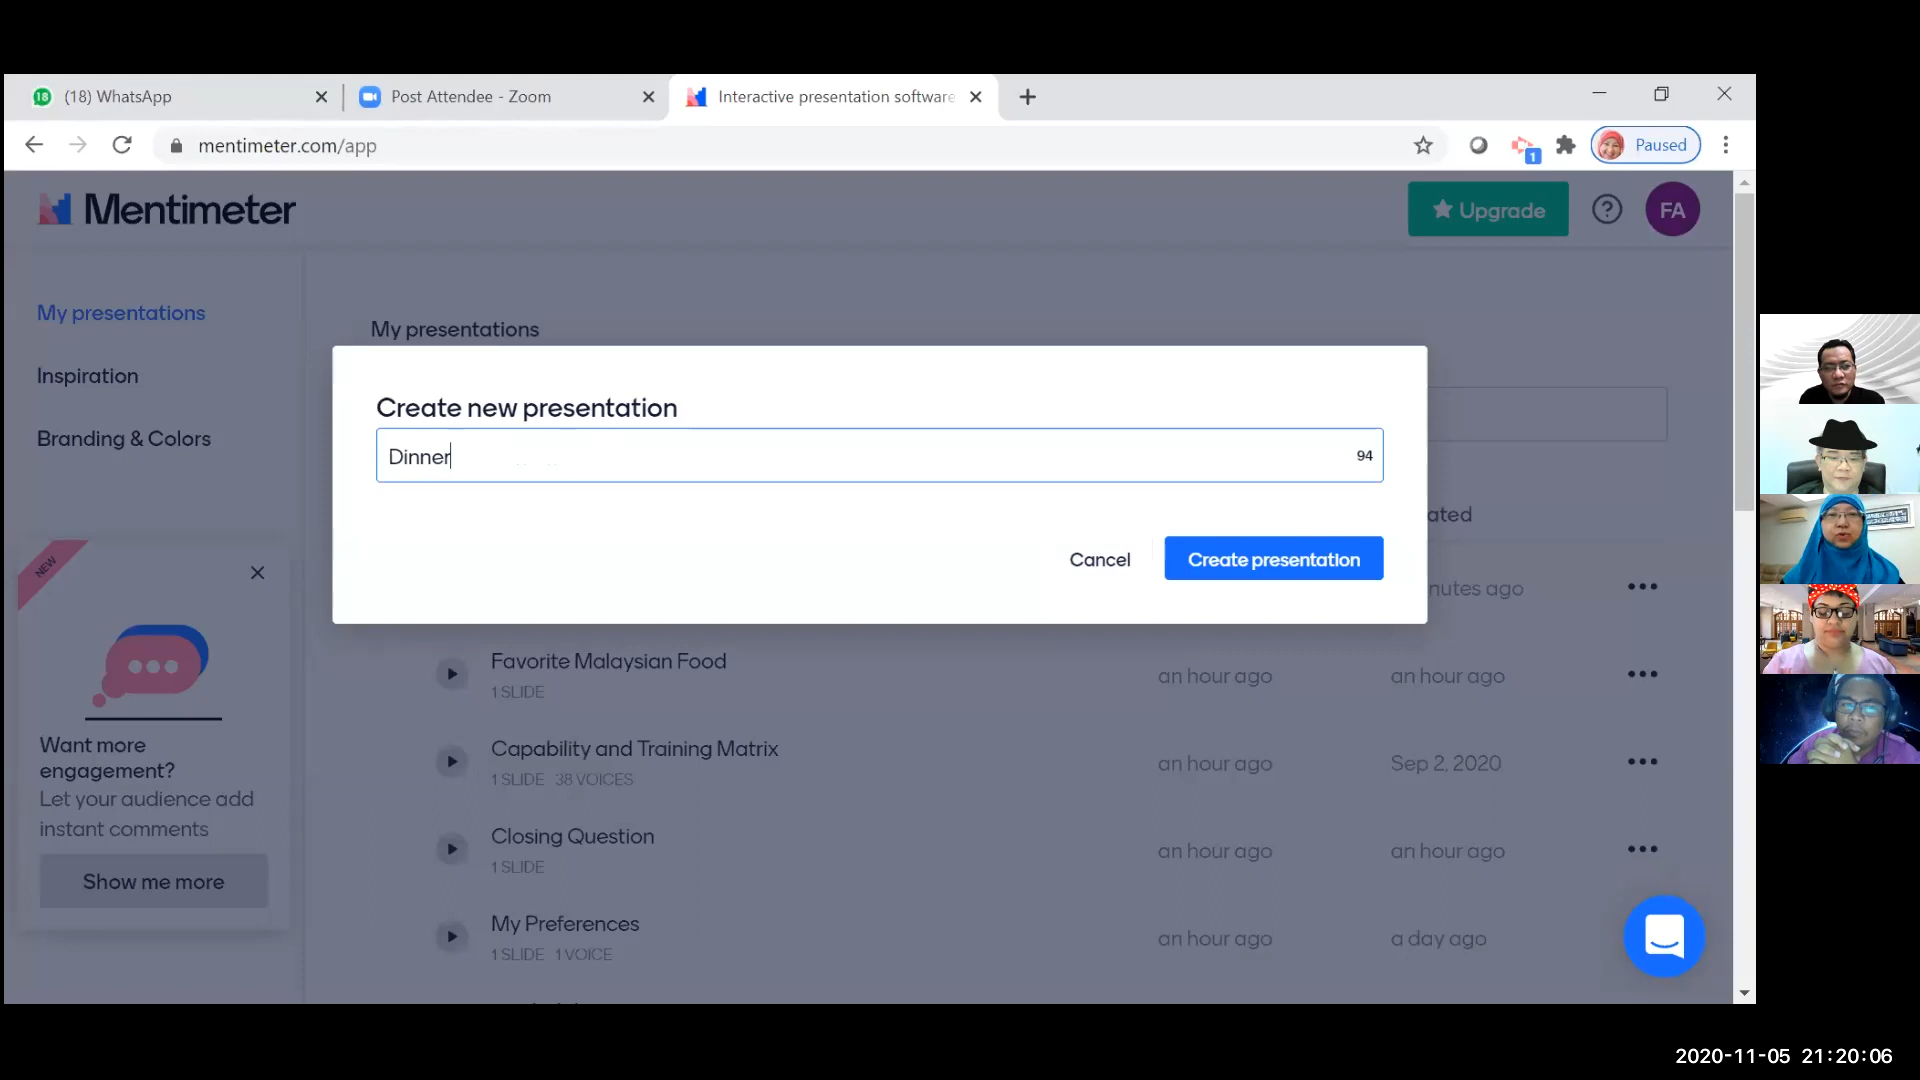 18 (18) WhatsApp
Post Attendee - Zoom
Interactive presentation software
mentimeter.com/app
1
Paused
Mentimeter
Upgrade
?
FA
My presentations
Inspiration
Branding & Colors
My presentations
Create new presentation
Dinner
94
Cancel
Create presentation
ated
nutes ago
Favorite Malaysian Food
1 SLIDE
an hour ago
an hour ago
Capability and Training Matrix
1 SLIDE 38 VOICES
an hour ago
Sep 2, 2020
Closing Question
1 SLIDE
an hour ago
an hour ago
My Preferences
1 SLIDE 1 VOICE
an hour ago
a day ago
NEW
Want more
engagement?
Let your audience add
instant comments
Show me more
2020-11-05 21:20:06